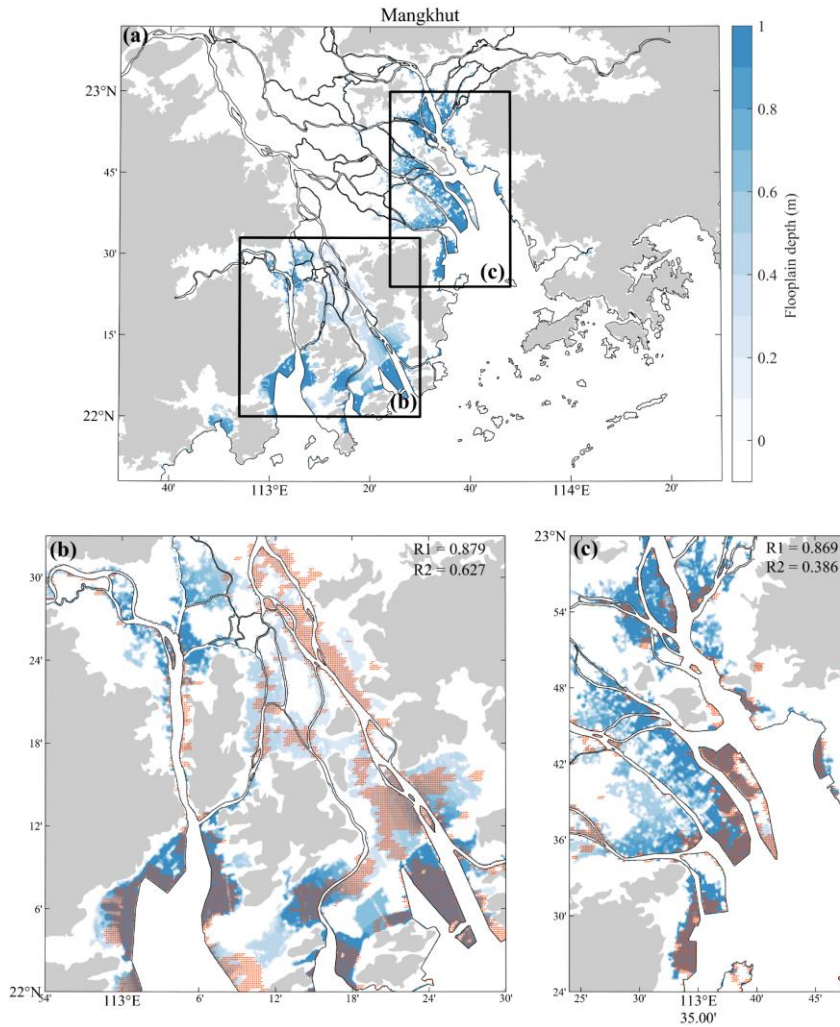 Mangkhut
(a)
23°N
45'
30'
15'
22°N
40'
113°E
20'
40'
114°E
20'
(c)
(b)
1
0.8
0.6
0.4
0.2
0
Flooplain depth (m)
(b)
R1 = 0.879
R2 = 0.627
30'
24'
18'
12'
6'
22°N
54'
113°E
6'
12'
18'
24'
30'
(c)
R1 = 0.869
R2 = 0.386
23°N
54'
48'
42'
36'
30'
24'
24'
30'
113°E
35.00'
40'
45'